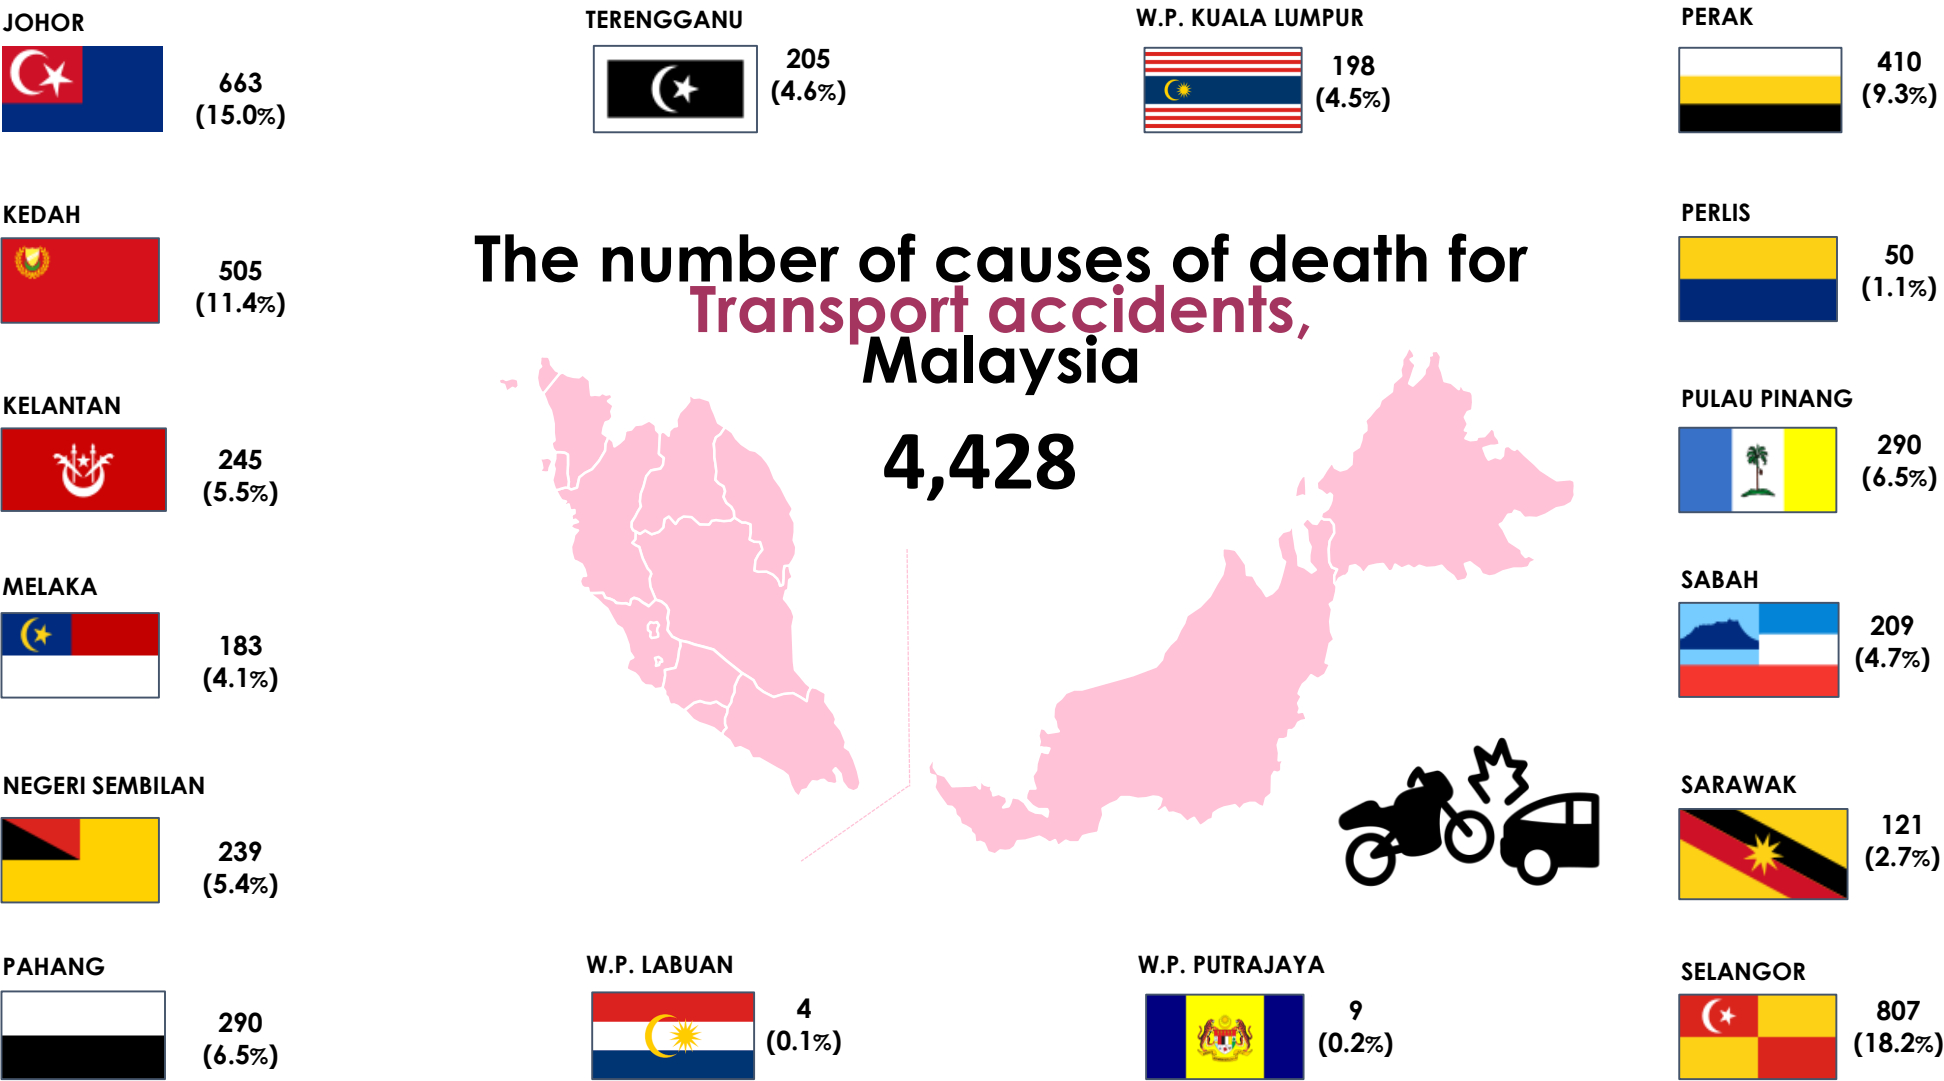 JOHOR
663
(15.0%)
TERENGGANU
205
(4.6%)
W.P. KUALA LUMPUR
198
(4.5%)
PERAK
410
(9.3%)
KEDAH
505
(11.4%)
The number of causes of death for
Transport accidents,
Malaysia
4,428
PERLIS
50
(1.1%)
KELANTAN
245
(5.5%)
PULAU PINANG
290
(6.5%)
MELAKA
183
(4.1%)
SABAH
209
(4.7%)
NEGERI SEMBILAN
239
(5.4%)
SARAWAK
121
(2.7%)
PAHANG
290
(6.5%)
W.P. LABUAN
4
(0.1%)
W.P. PUTRAJAYA
9
(0.2%)
SELANGOR
807
(18.2%)